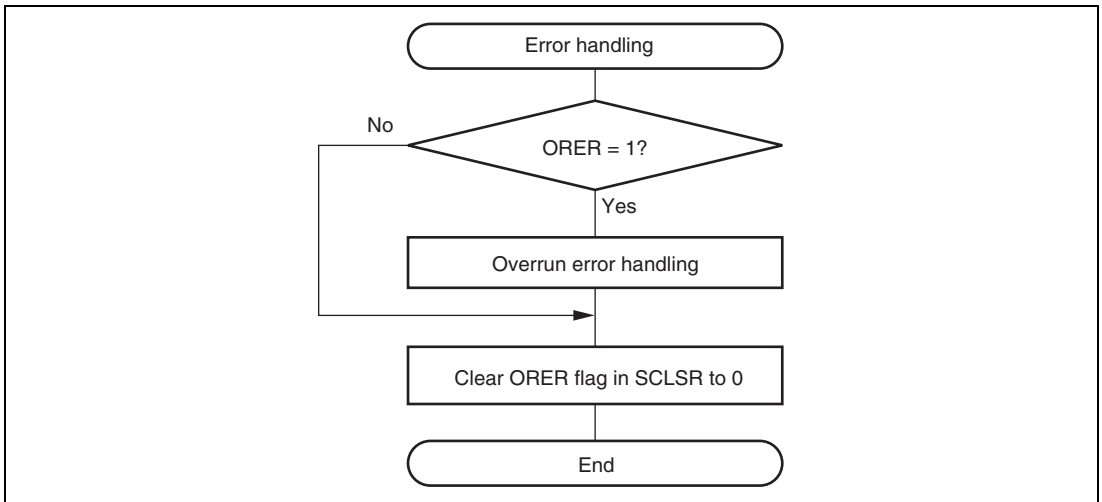 Error handling
No
ORER = 1?
Yes
Overrun error handling
Clear ORER flag in SCLSR to 0
End